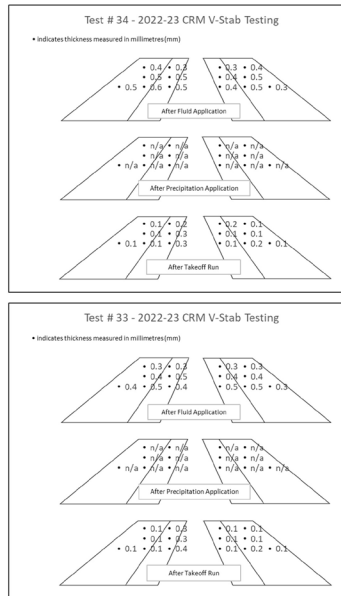 Test # 34 - 2022-23 CRM V-Stab Testing
• indicates thickness measured in millimetres (mm)
• 0.4 • 0.3 • 0.3 • 0.4
• 0.5 • 0.5 • 0.4 • 0.5
• 0.5 • 0.6 • 0.5 • 0.4 • 0.5 • 0.3
After Fluid Application
• n/a • n/a • n/a • n/a
• n/a • n/a • n/a • n/a
• n/a • n/a • n/a • n/a • n/a • n/a
After Precipitation Application
• 0.1 • 0.2 • 0.2 • 0.1
• 0.1 • 0.3 • 0.1 • 0.1
• 0.1 • 0.1 • 0.3 • 0.1 • 0.2 • 0.1
After Takeoff Run
Test # 33 - 2022-23 CRM V-Stab Testing
• indicates thickness measured in millimetres (mm)
• 0.3 • 0.3 • 0.3 • 0.3
• 0.4 • 0.5 • 0.4 • 0.4
• 0.4 • 0.5 • 0.4 • 0.5 • 0.5 • 0.3
After Fluid Application
• n/a • n/a • n/a • n/a
• n/a • n/a • n/a • n/a
• n/a • n/a • n/a • n/a • n/a • n/a
After Precipitation Application
• 0.1 • 0.3 • 0.1 • 0.1
• 0.1 • 0.3 • 0.1 • 0.1
• 0.1 • 0.1 • 0.4 • 0.1 • 0.2 • 0.1
After Takeoff Run